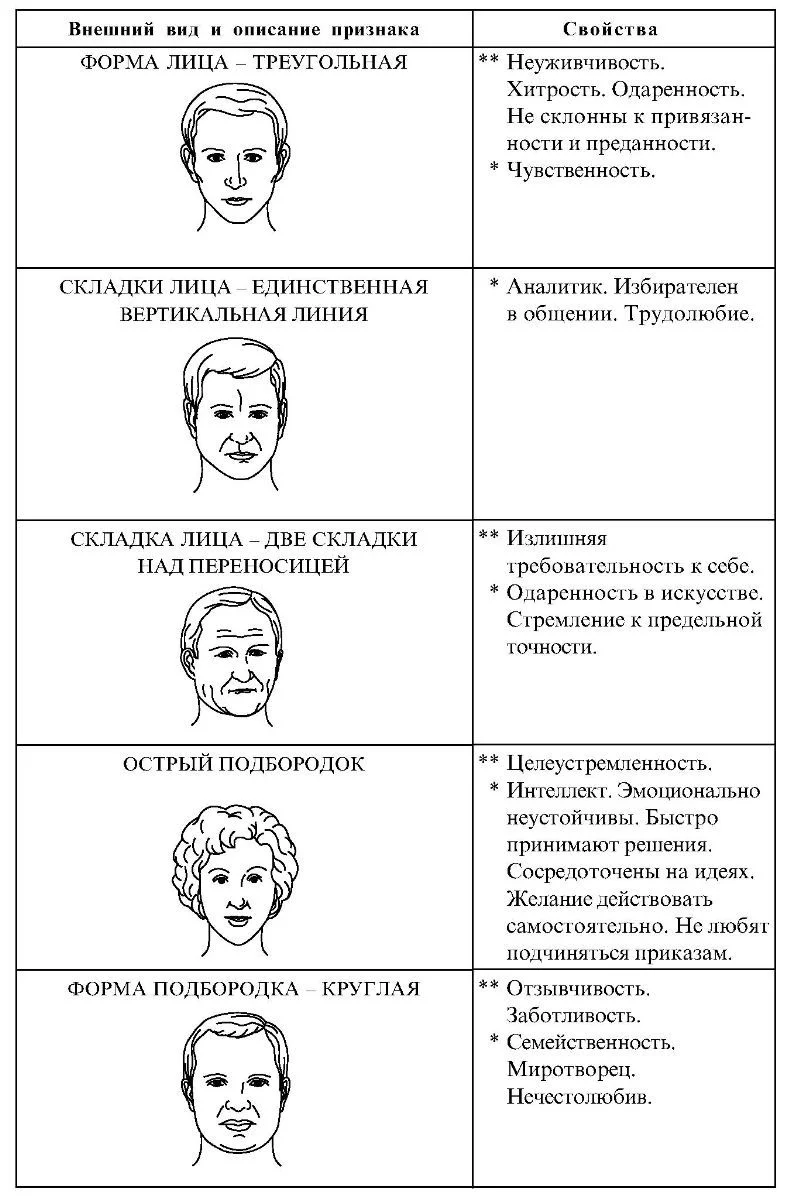 Внешний вид и описание признака
Свойства
ФОРМА ЛИЦА – ТРЕУГОЛЬНАЯ
** Неуживчивость.
Хитрость. Одаренность.
Не склонны к привязан-
ности и преданности.
* Чувственность.
СКЛАДКИ ЛИЦА – ЕДИНСТВЕННАЯ
ВЕРТИКАЛЬНАЯ ЛИНИЯ
* Аналитик. Избирателен
в общении. Трудолюбие.
СКЛАДКА ЛИЦА – ДВЕ СКЛАДКИ
НАД ПЕРЕНОСИЦЕЙ
** Излишняя
требовательность к себе.
* Одаренность в искусстве.
Стремление к предельной
точности.
ОСТРЫЙ ПОДБОРОДОК
** Целеустремленность.
* Интеллект. Эмоционально
неустойчивы. Быстро
принимают решения.
Сосредоточены на идеях.
Желание действовать
самостоятельно. Не любят
подчиняться приказам.
ФОРМА ПОДБОРОДКА – КРУГЛАЯ
** Отзывчивость.
Заботливость.
* Семейственность.
Миротворец.
Нечестолюбив.